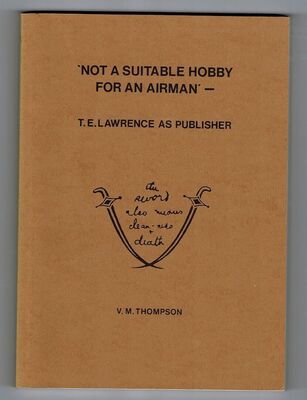 'NOT A SUITABLE HOBBY
FOR AN AIRMAN' —
T. E. LAWRENCE AS PUBLISHER
the
sword
also means
clean-ness
+
death
V. M. THOMPSON